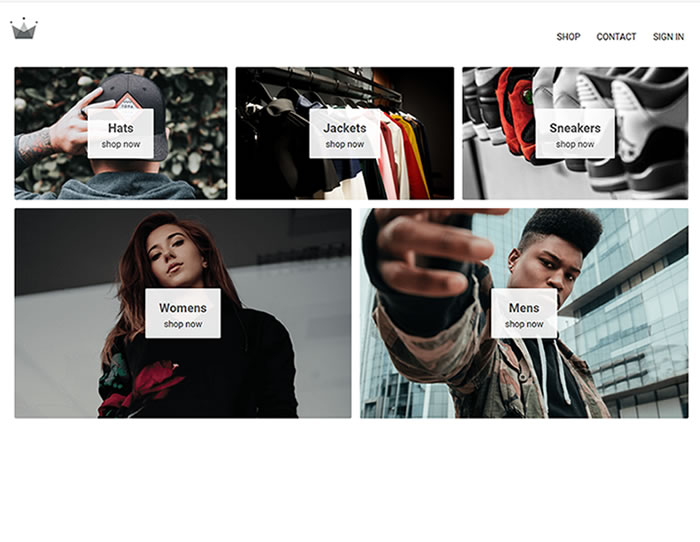 SHOP CONTACT SIGN IN
Hats
shop now
Jackets
shop now
Sneakers
shop now
Womens
shop now
Mens
shop now